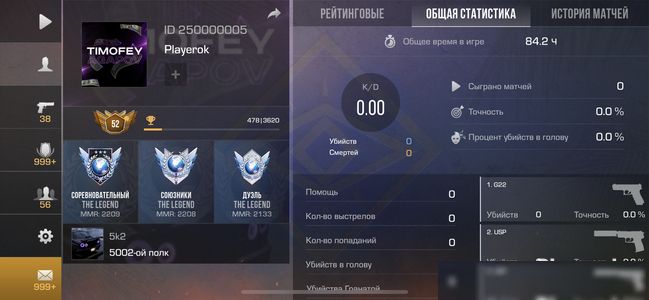 РЕЙТИНГОВЫЕ
ОБЩАЯ СТАТИСТИКА
ИСТОРИЯ МАТЧЕЙ
ID 250000005
Playerok
TIMOFEY
52
478|3620
38
999+
56
999+
СОРЕВНОВАТЕЛЬНЫЙ
THE LEGEND
MMR: 2209
СОЮЗНИКИ
THE LEGEND
MMR: 2208
ДУЭЛЬ
THE LEGEND
MMR: 2133
5k2
5002-ой полк
Общее время в игре 84.2 ч
K/D
0.00
Убийств 0
Смертей 0
Сыграно матчей 0
Точность 0.0 %
Процент убийств в голову 0.0 %
Помощь 0
Кол-во выстрелов 0
Кол-во попаданий 0
Убийства в голову
Убийства Гранатой
1. G22
Убийств 0 Точность 0.0 %
2. USP